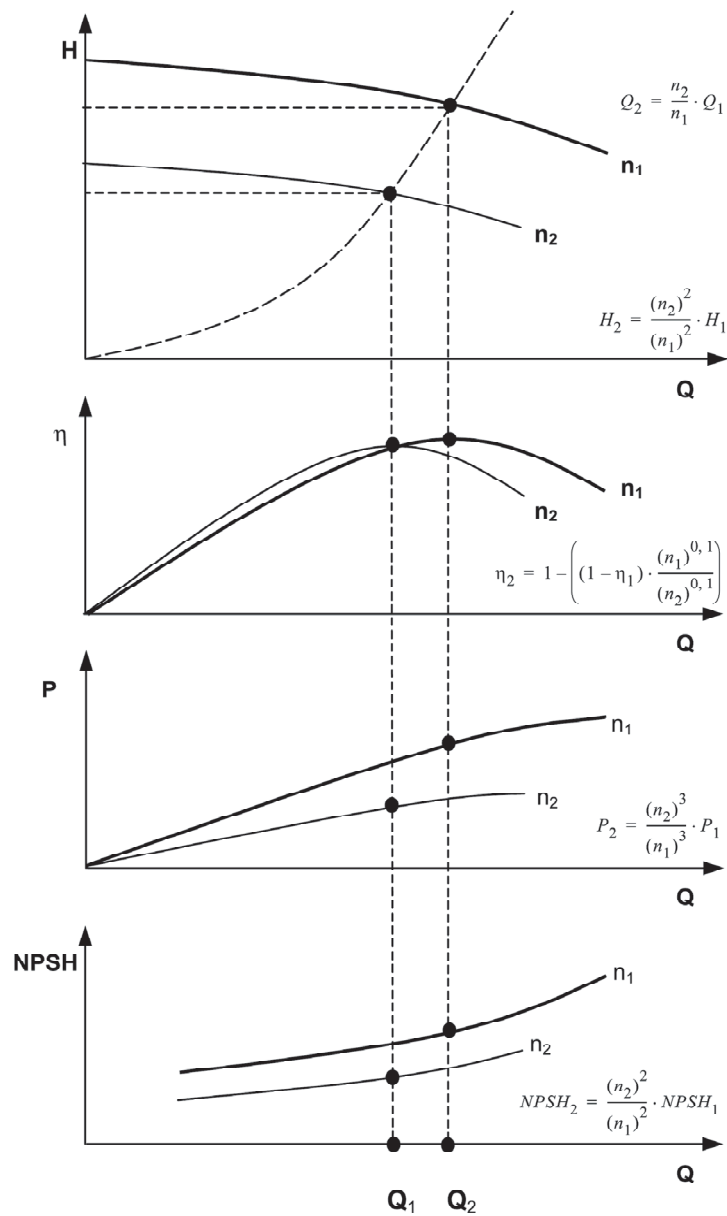 H
Q₂ = n₂/n₁ · Q₁
n₁
n₂
H₂ = (n₂)²/(n₁)² · H₁
Q
η
n₁
n₂
η₂ = 1 – ((1 – η₁) · (n₁)^0, 1/(n₂)^0, 1)
Q
P
n₁
n₂
P₂ = (n₂)³/(n₁)³ · P₁
Q
NPSH
n₁
n₂
NPSH₂ = (n₂)²/(n₁)² · NPSH₁
Q
Q₁ Q₂